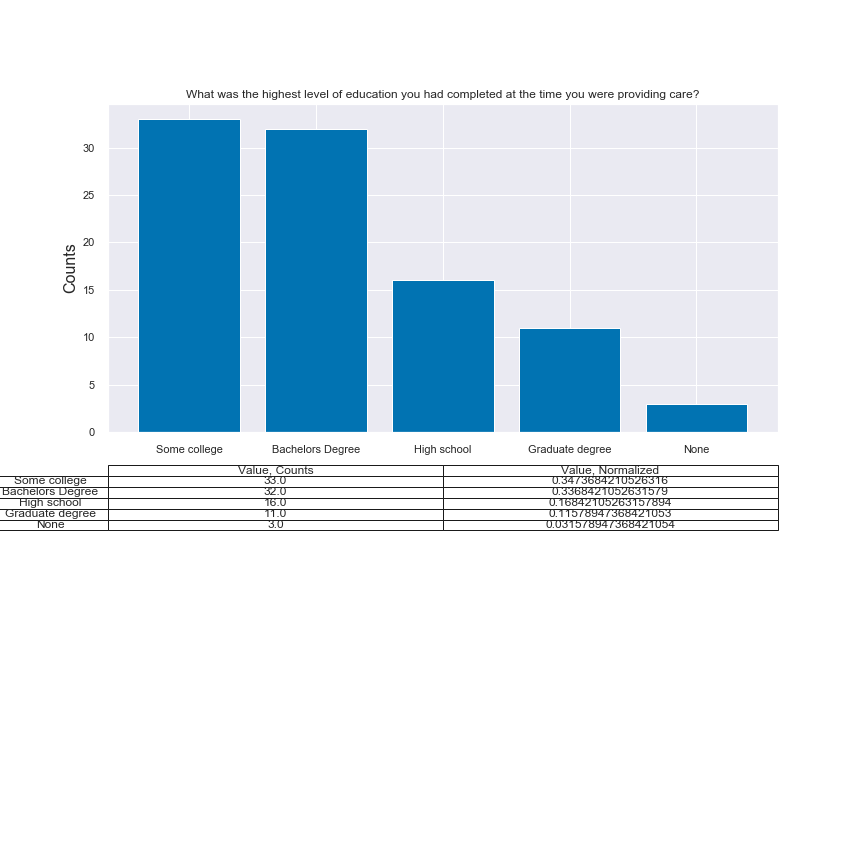 What was the highest level of education you had completed at the time you were providing care?
30
25
20
15
10
5
0
Counts
Some college Bachelors Degree High school Graduate degree None
Value, Counts Value, Normalized
Some college 33.0 0.3473684210526316
Bachelors Degree 32.0 0.3368421052631579
High school 16.0 0.16842105263157894
Graduate degree 11.0 0.11578947368421053
None 3.0 0.031578947368421054